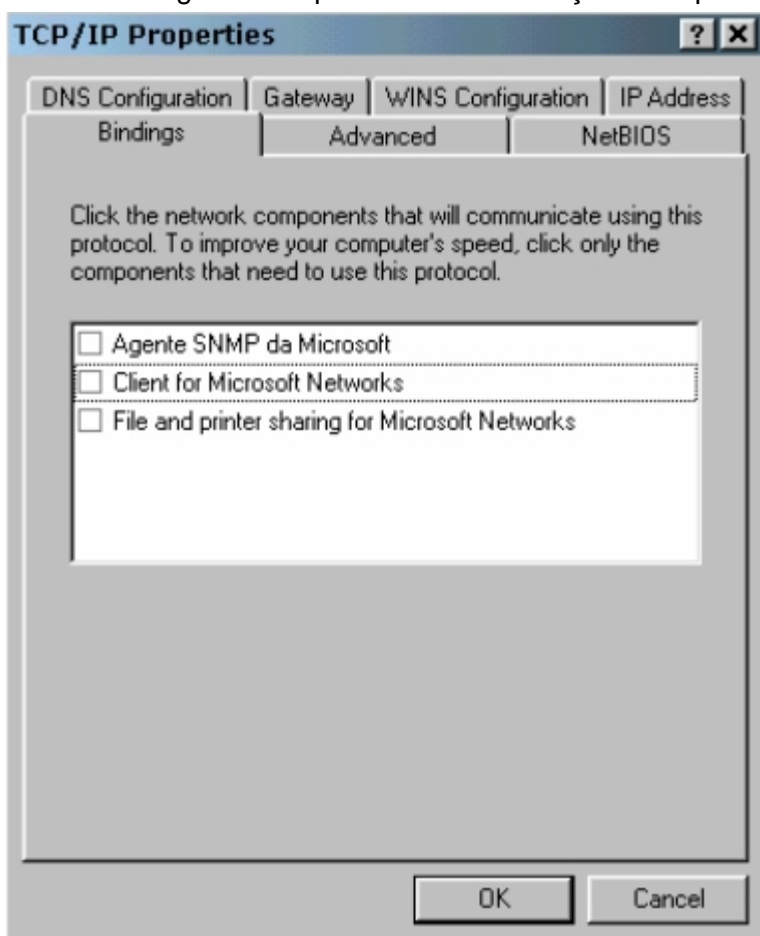 TCP/IP Properties
DNS Configuration Gateway WINS Configuration IP Address
Bindings Advanced NetBIOS
Click the network components that will communicate using this
protocol. To improve your computer's speed, click only the
components that need to use this protocol.
Agente SNMP da Microsoft
Client for Microsoft Networks
File and printer sharing for Microsoft Networks
OK Cancel